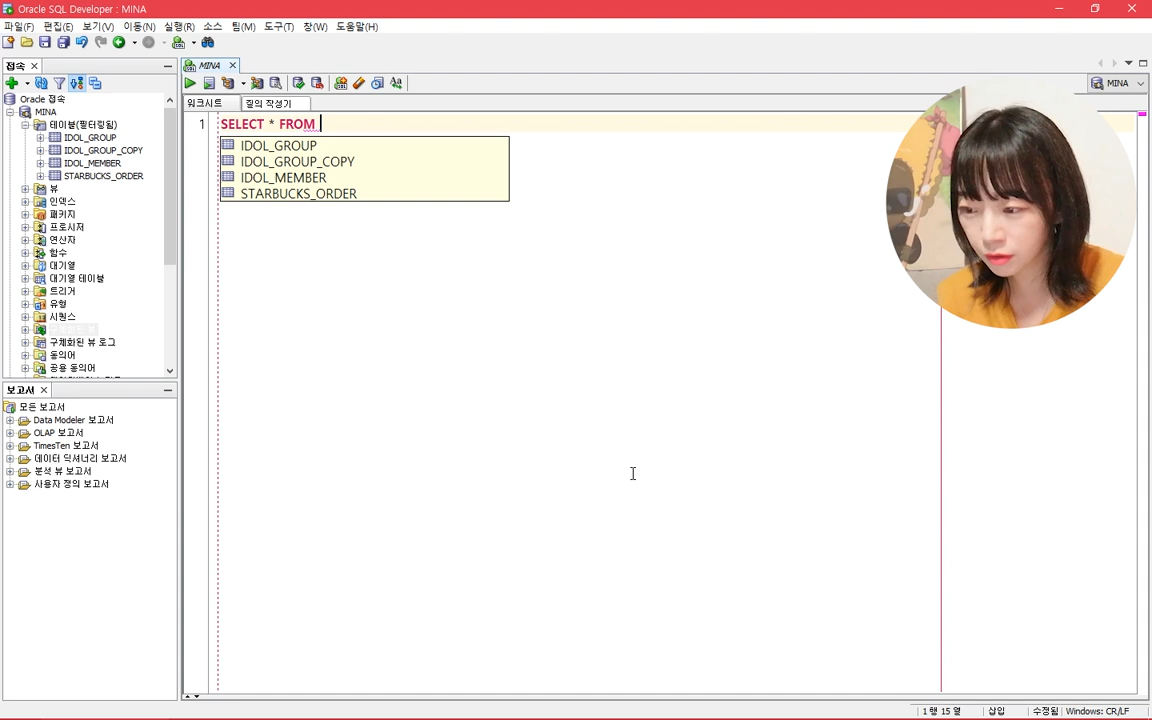 Oracle SQL Developer : MINA
파일(F) 편집(E) 보기(V) 이동(N) 실행(R) 소스 팀(M) 도구(T) 창(W) 도움말(H)
접속
Oracle 접속
MINA
테이블(필터링됨)
IDOL_GROUP
IDOL_GROUP_COPY
IDOL_MEMBER
STARBUCKS_ORDER
뷰
인덱스
패키지
프로시저
연산자
함수
대기열
대기열 테이블
트리거
유형
시퀀스
구체화된 뷰
구체화된 뷰 로그
동의어
공용 동의어
보고서
모든 보고서
Data Modeler 보고서
OLAP 보고서
TimesTen 보고서
데이터 딕셔너리 보고서
분석 뷰 보고서
사용자 정의 보고서
MINA
MINA
워크시트 질의 작성기
1 SELECT * FROM
IDOL_GROUP
IDOL_GROUP_COPY
IDOL_MEMBER
STARBUCKS_ORDER
1 행 15 열 삽입 수정됨 Windows: CR/LF